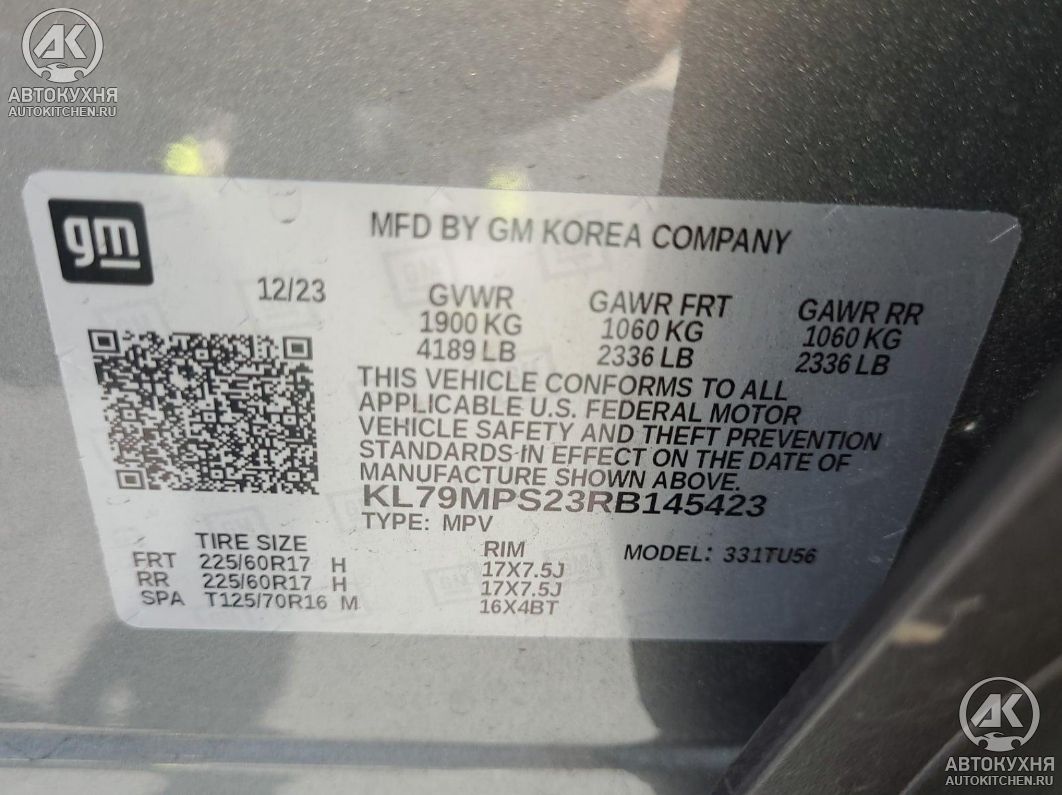 АК
АВТОКУХНЯ
AUTOKITCHEN.RU
gm
MFD BY GM KOREA COMPANY
12/23
GVWR GAWR FRT GAWR RR
1900 KG 1060 KG 1060 KG
4189 LB 2336 LB 2336 LB
THIS VEHICLE CONFORMS TO ALL
APPLICABLE U.S. FEDERAL MOTOR
VEHICLE SAFETY AND THEFT PREVENTION
STANDARDS IN EFFECT ON THE DATE OF
MANUFACTURE SHOWN ABOVE.
KL79MPS23RB145423
TYPE: MPV
TIRE SIZE RIM MODEL: 331TU56
FRT 225/60R17 H 17X7.5J
RR 225/60R17 H 17X7.5J
SPA T125/70R16 M 16X4BT
АК
АВТОКУХНЯ
AUTOKITCHEN.RU